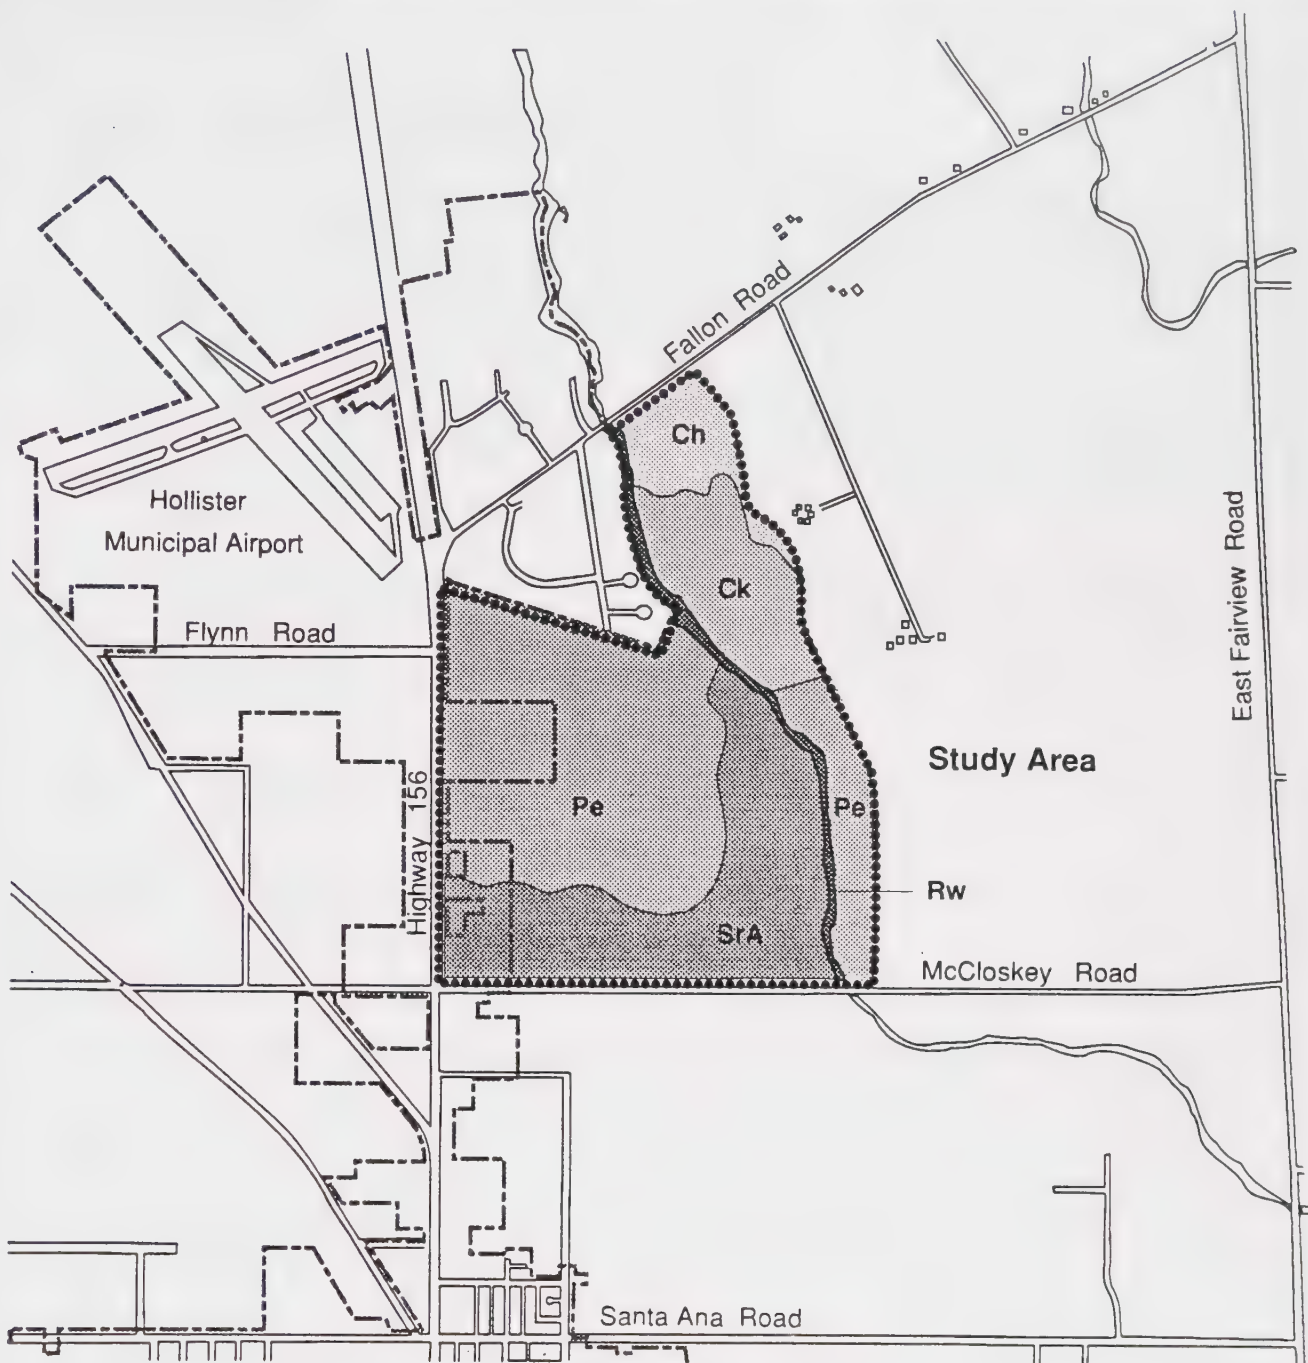 Fallon Road
Ch
Hollister
Municipal Airport
East Fairview Road
Ck
Flynn Road
Study Area
Highway 156
Pe
Pe
Rw
SrA
McCloskey Road
Santa Ana Road